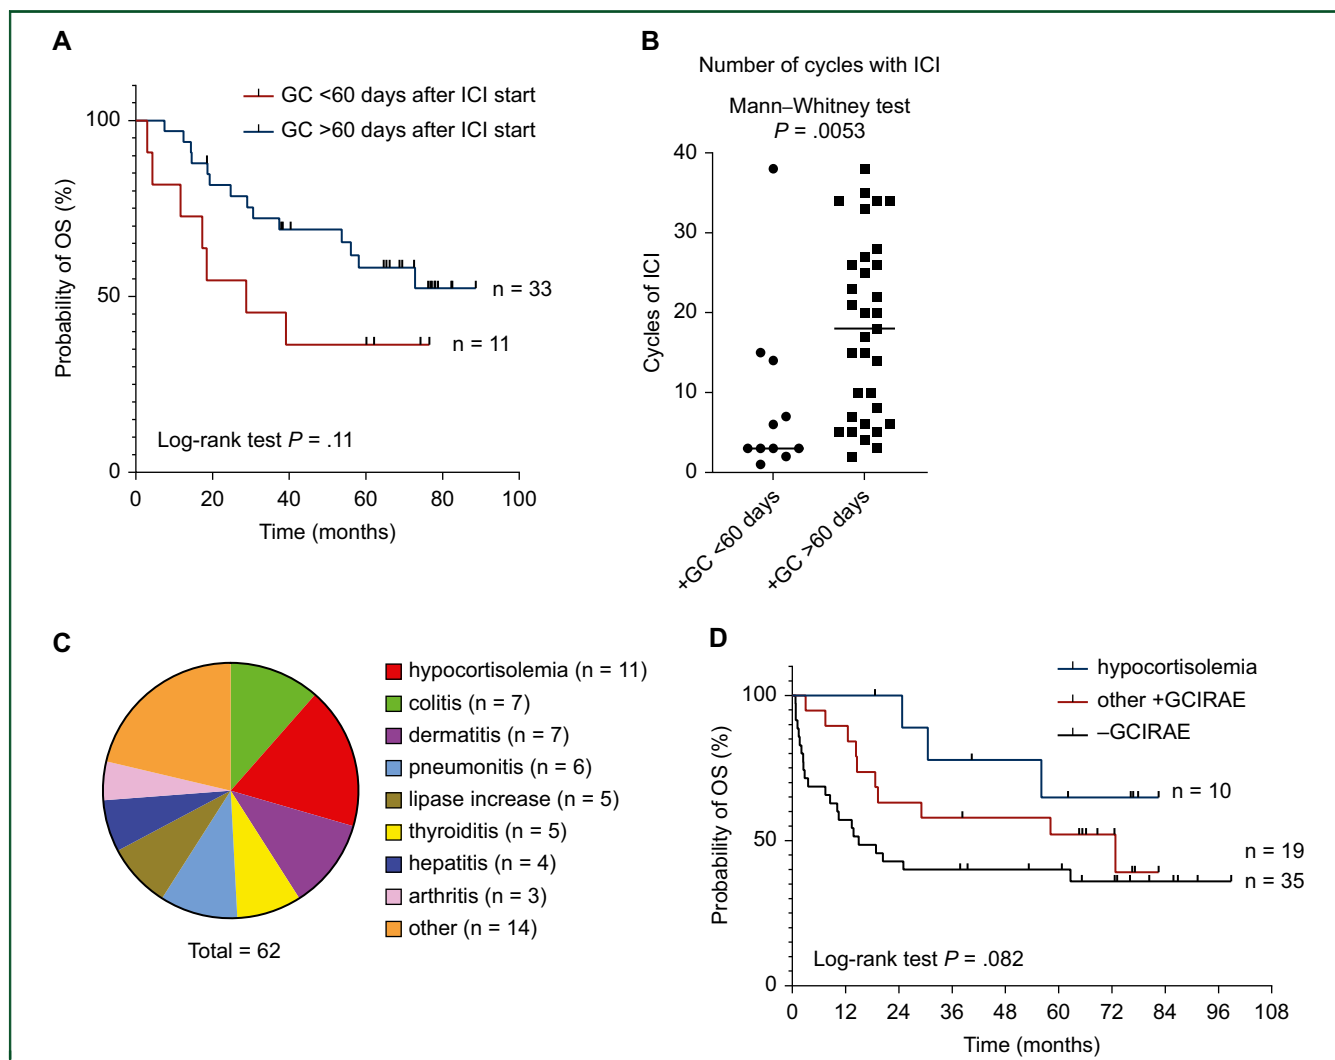 A
GC <60 days after ICI start
GC >60 days after ICI start
100
50
0
Probability of OS (%)
n = 33
n = 11
Log-rank test P = .11
0 20 40 60 80 100
Time (months)
B
Number of cycles with ICI
Mann–Whitney test
P = .0053
40
30
20
10
0
Cycles of ICI
+GC <60 days
+GC >60 days
C
hypocortisolemia (n = 11)
colitis (n = 7)
dermatitis (n = 7)
pneumonitis (n = 6)
lipase increase (n = 5)
thyroiditis (n = 5)
hepatitis (n = 4)
arthritis (n = 3)
other (n = 14)
Total = 62
D
hypocortisolemia
other +GCIRAE
–GCIRAE
100
50
0
Probability of OS (%)
n = 10
n = 19
n = 35
Log-rank test P = .082
0 12 24 36 48 60 72 84 96 108
Time (months)